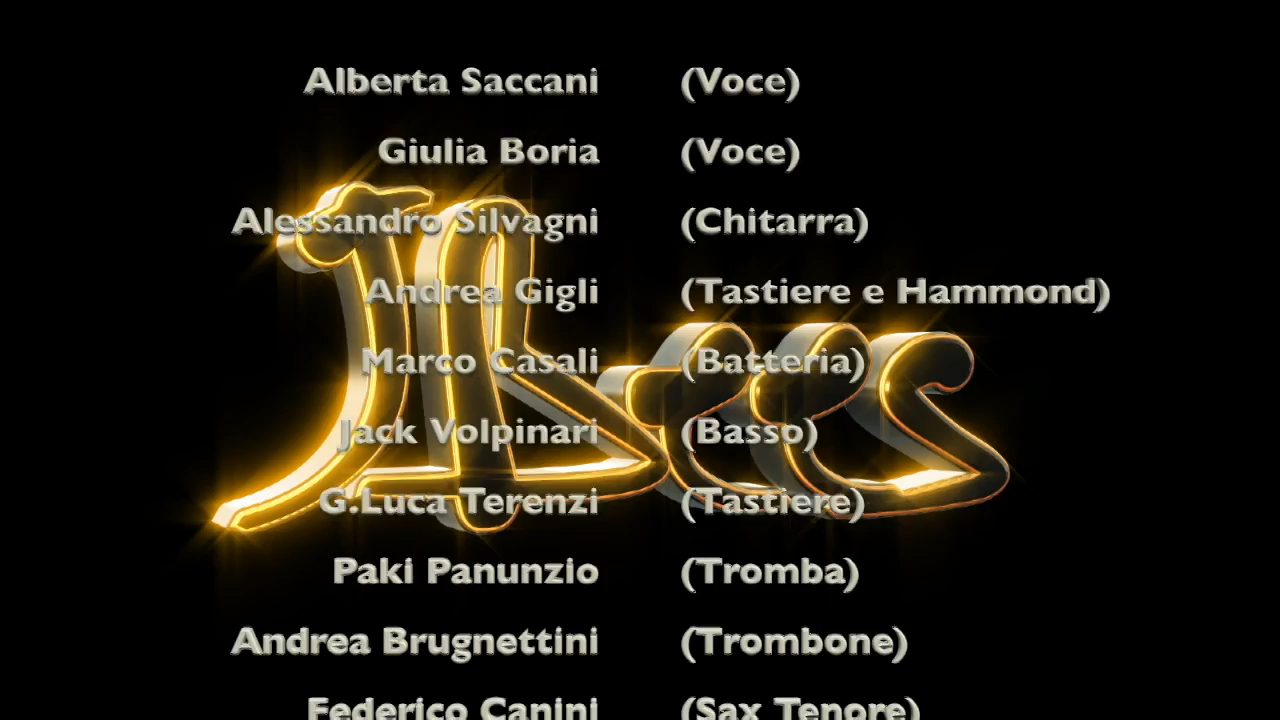 Alberta Saccani (Voce)
Giulia Boria (Voce)
Alessandro Silvagni (Chitarra)
Andrea Gigli (Tastiere e Hammond)
Marco Casali (Batteria)
Jack Volpinari (Basso)
G.Luca Terenzi (Tastiere)
Paki Panunzio (Tromba)
Andrea Brugnettini (Trombone)
Federico Canini (Sax Tenore)